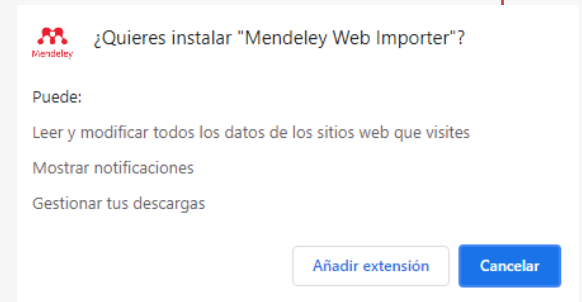 ¿Quieres instalar "Mendeley Web Importer"?
Mendeley
Puede:
Leer y modificar todos los datos de los sitios web que visites
Mostrar notificaciones
Gestionar tus descargas
Añadir extensión
Cancelar